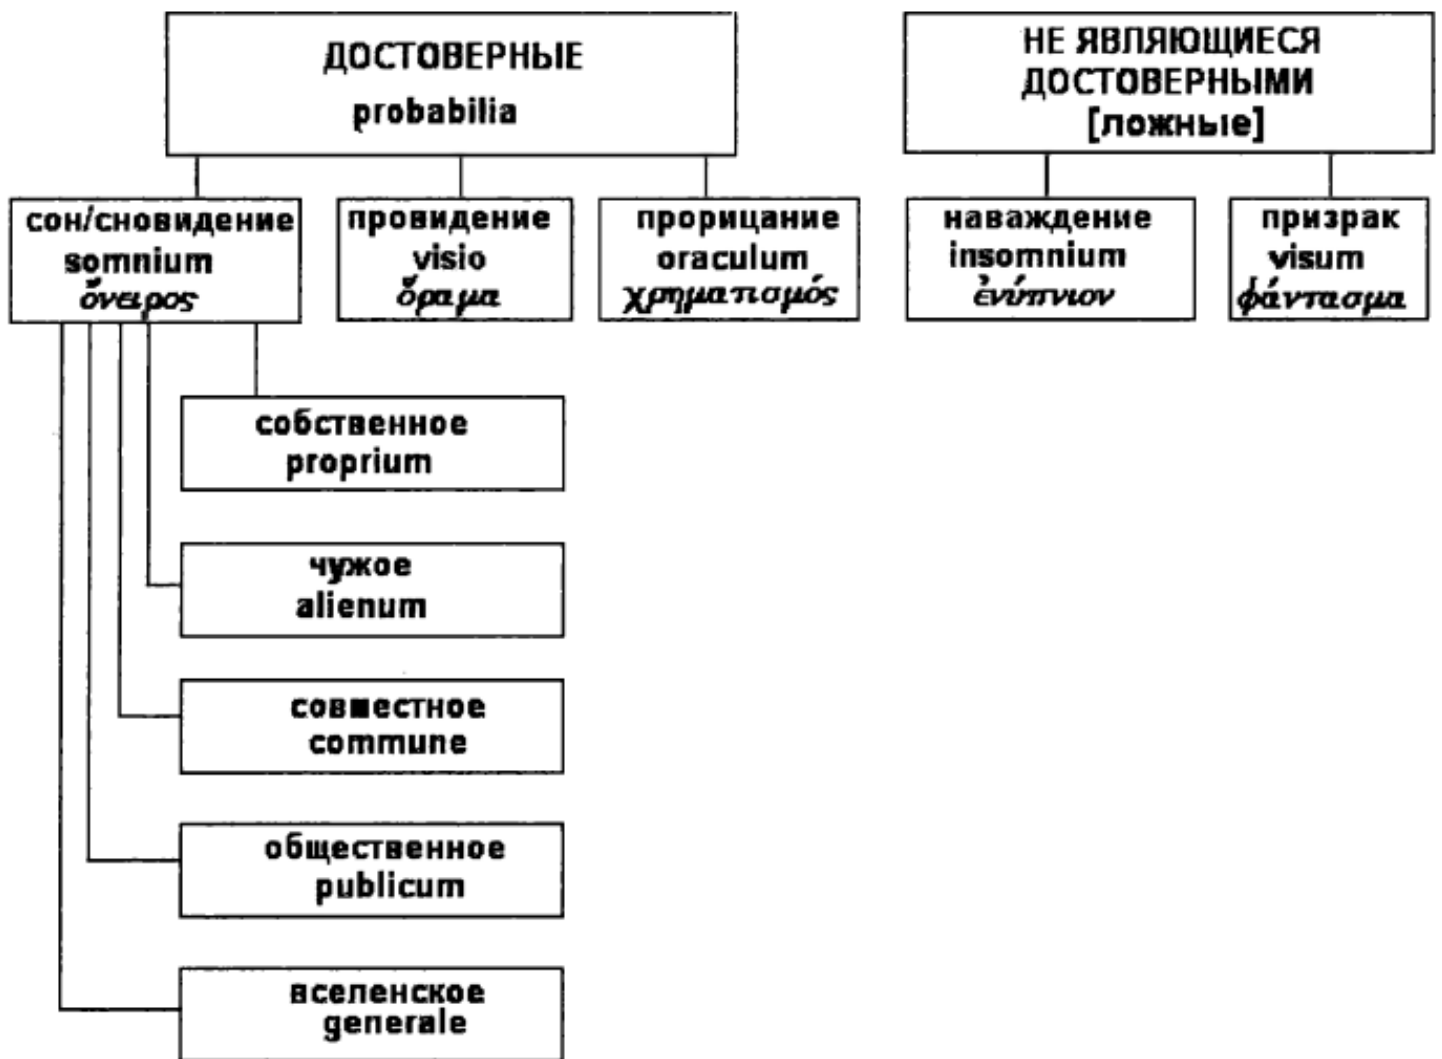 ДОСТОВЕРНЫЕ
probabilia
НЕ ЯВЛЯЮЩИЕСЯ
ДОСТОВЕРНЫМИ
[ложные]
сон/сновидение
somnium
ὄνειρος
провидение
visio
ὅραμα
прорицание
oraculum
χρηματισμός
наваждение
insomnium
ἐνύπνιον
призрак
visum
φάντασμα
собственное
proprium
чужое
alienum
совместное
commune
общественное
publicum
вселенское
generale